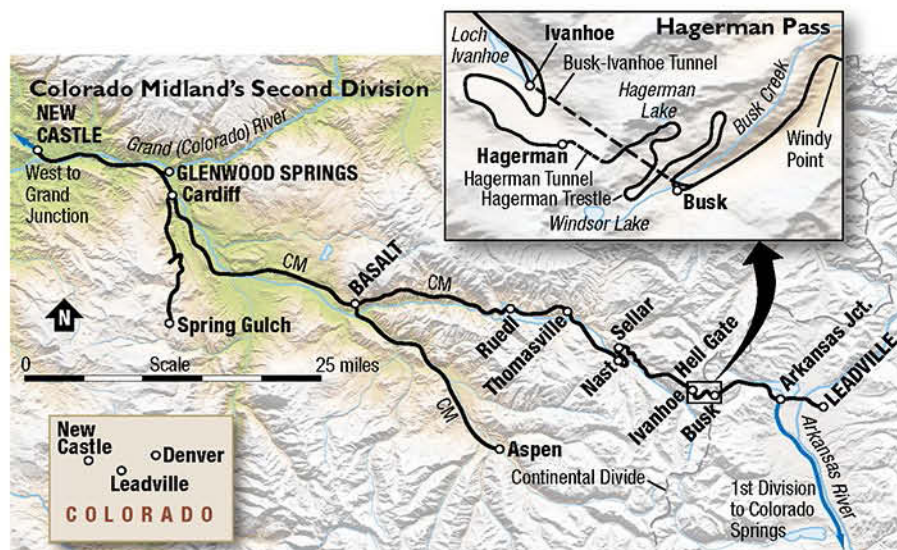 Colorado Midland's Second Division
NEW
CASTLE
Grand (Colorado) River
West to
Grand
Junction
GLENWOOD SPRINGS
Cardiff
CM
BASALT
CM
Spring Gulch
N
0
Scale
25 miles
Ruedi
Thomasville
Sellar
Nast
Hell Gate
Ivanhoe
Busk
Arkansas Jct.
LEADVILLE
CM
Aspen
Continental Divide
Arkansas River
1st Division
to Colorado
Springs
New
Castle
Denver
Leadville
COLORADO
Hagerman Pass
Loch
Ivanhoe
Ivanhoe
Busk-Ivanhoe Tunnel
Hagerman
Lake
Busk Creek
Windy
Point
Hagerman
Hagerman Tunnel
Hagerman Trestle
Windsor Lake
Busk